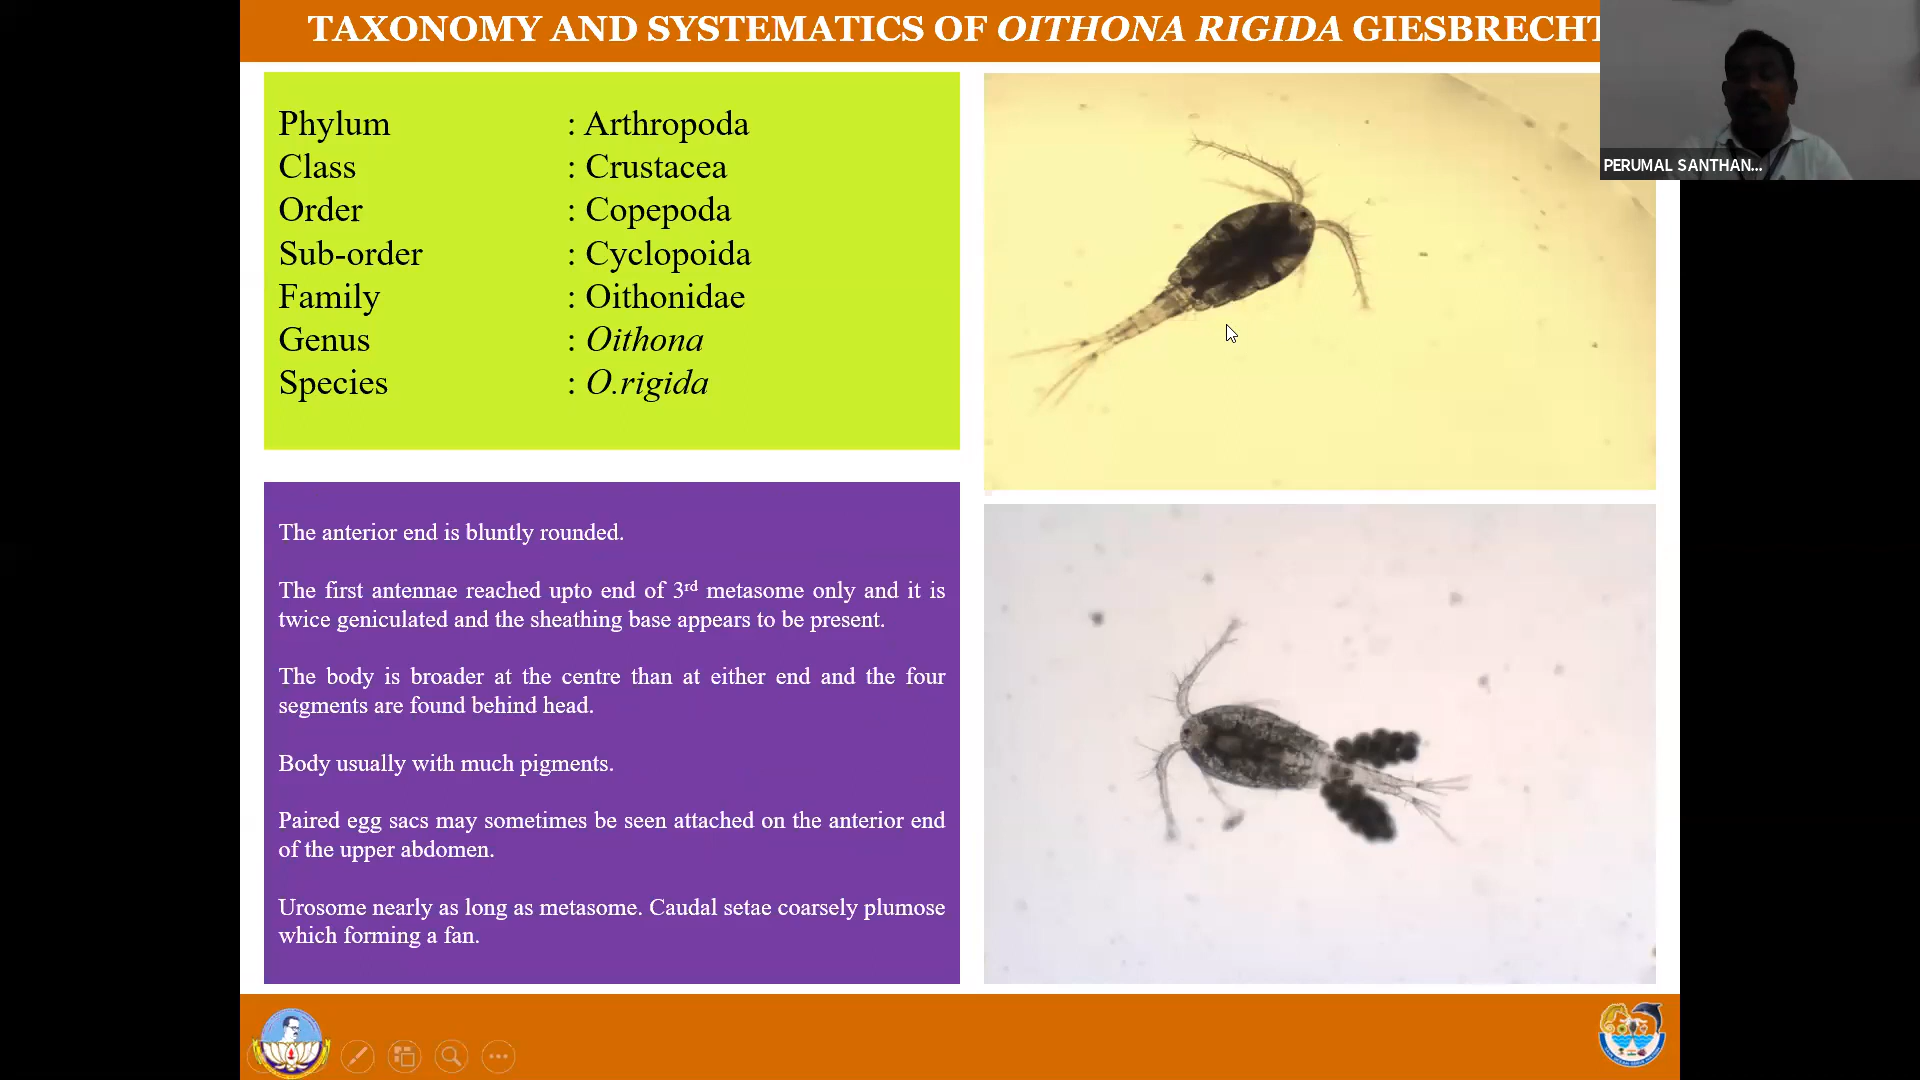 TAXONOMY AND SYSTEMATICS OF OITHONA RIGIDA GIESBRECHT
PERUMAL SANTHAN...
Phylum : Arthropoda
Class : Crustacea
Order : Copepoda
Sub-order : Cyclopoida
Family : Oithonidae
Genus : Oithona
Species : O.rigida
The anterior end is bluntly rounded.
The first antennae reached upto end of 3rd metasome only and it is
twice geniculated and the sheathing base appears to be present.
The body is broader at the centre than at either end and the four
segments are found behind head.
Body usually with much pigments.
Paired egg sacs may sometimes be seen attached on the anterior end
of the upper abdomen.
Urosome nearly as long as metasome. Caudal setae coarsely plumose
which forming a fan.